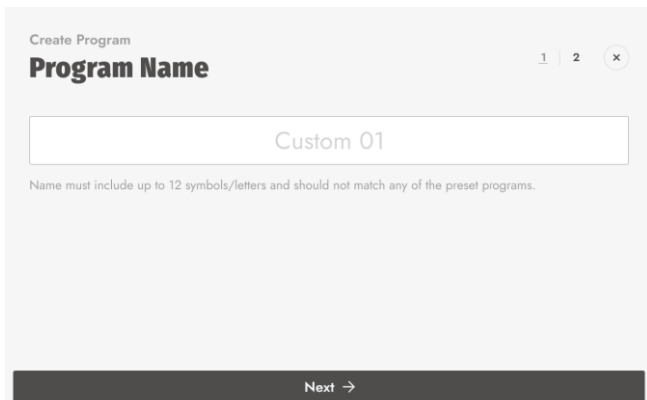 Create Program
Program Name
1 2 ×
Custom 01
Name must include up to 12 symbols/letters and should not match any of the preset programs.
Next →